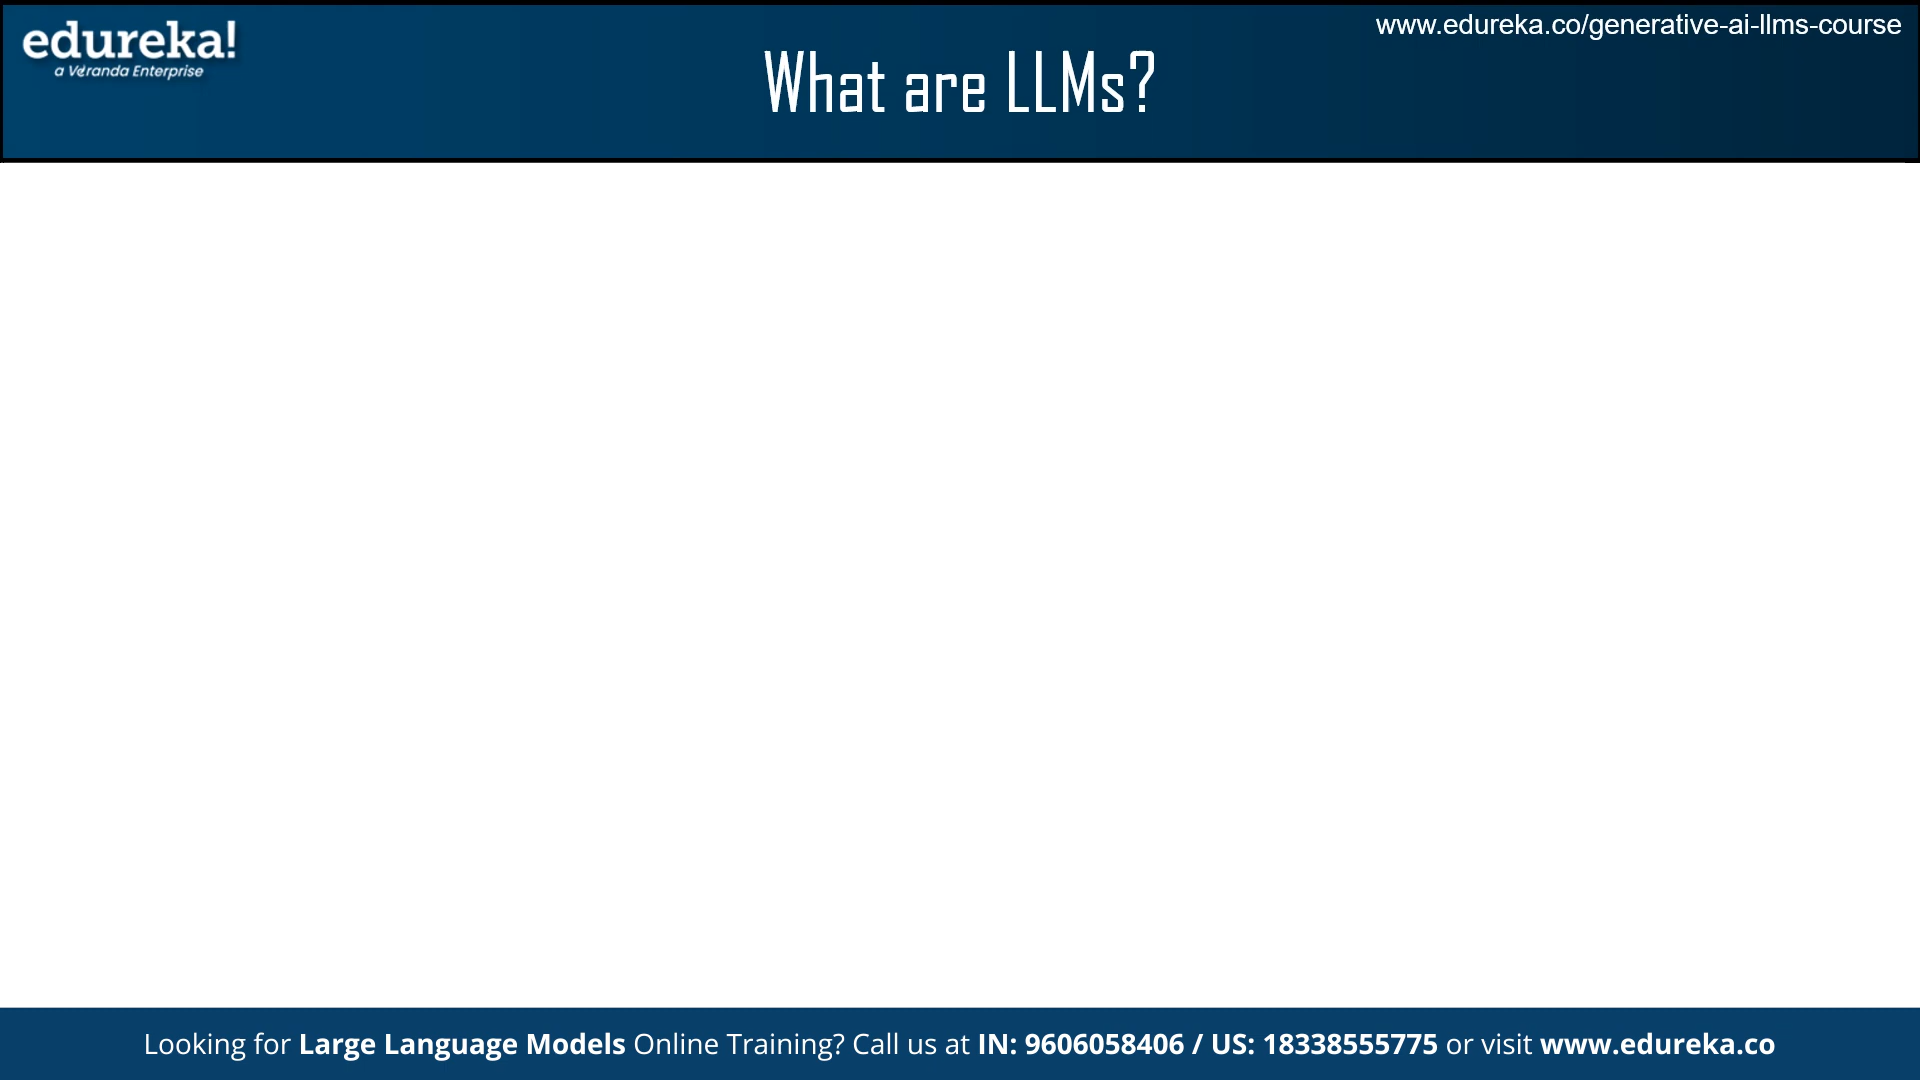 edureka!
a Veranda Enterprise
www.edureka.co/generative-ai-llms-course
What are LLMs?
Looking for Large Language Models Online Training? Call us at IN: 9606058406 / US: 18338555775 or visit www.edureka.co